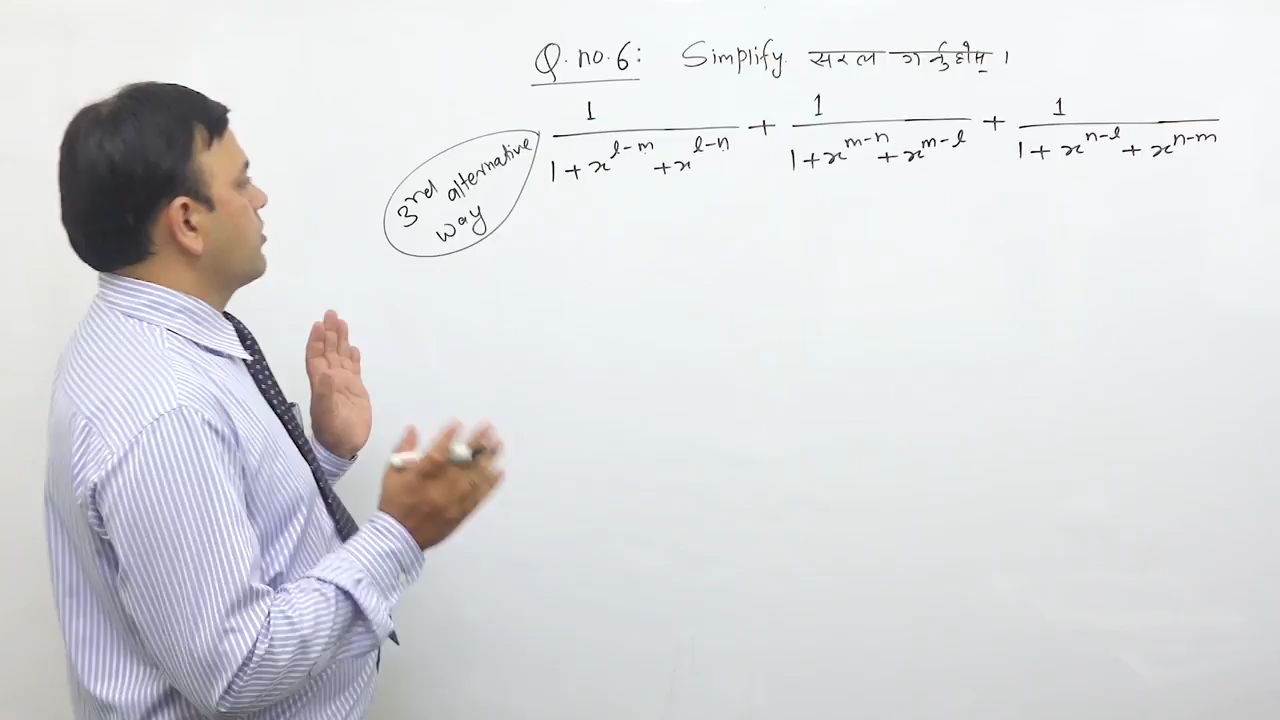 Q.no.6: Simplify. सरल गर्नुहोस् ।
1/(1+x^(l-m)+x^(l-n)) + 1/(1+x^(m-n)+x^(m-l)) + 1/(1+x^(n-l)+x^(n-m))
3rd alternative
way